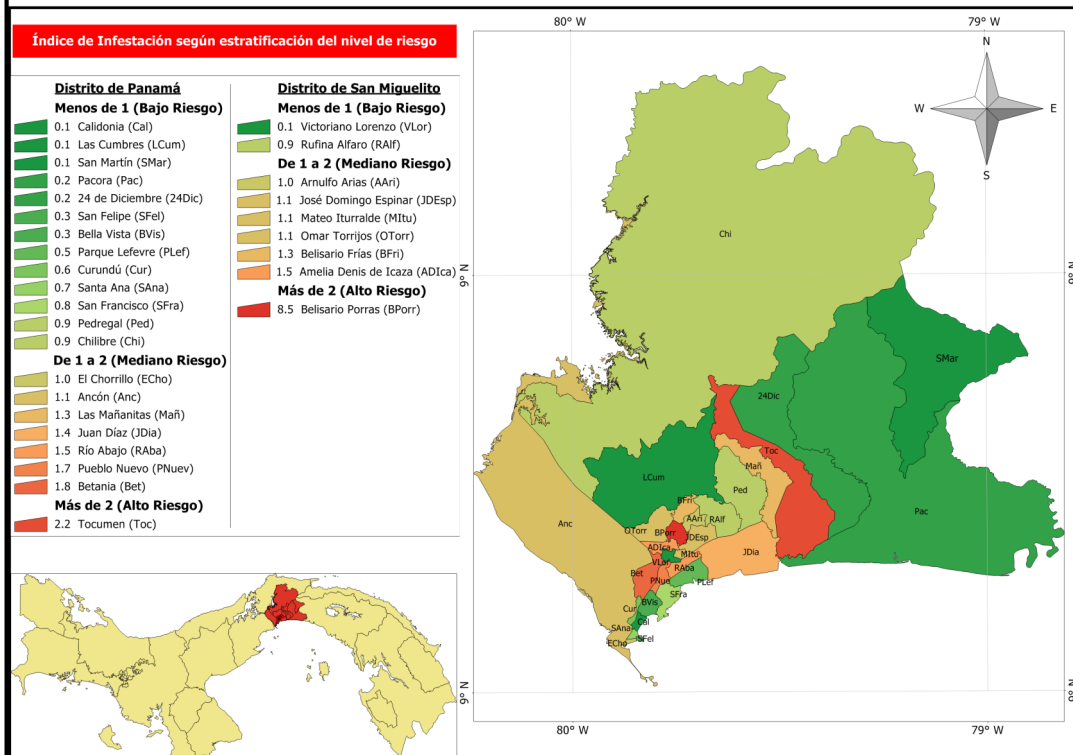 Índice de Infestación según estratificación del nivel de riesgo
Distrito de Panamá
Menos de 1 (Bajo Riesgo)
0.1 Calidonia (Cal)
0.1 Las Cumbres (LCum)
0.1 San Martín (SMar)
0.2 Pacora (Pac)
0.2 24 de Diciembre (24Dic)
0.3 San Felipe (SFel)
0.3 Bella Vista (BVis)
0.5 Parque Lefevre (PLef)
0.6 Curundú (Cur)
0.7 Santa Ana (SAna)
0.8 San Francisco (SFra)
0.9 Pedregal (Ped)
0.9 Chilibre (Chi)
De 1 a 2 (Mediano Riesgo)
1.0 El Chorrillo (ECho)
1.1 Ancón (Anc)
1.3 Las Mañanitas (Mañ)
1.4 Juan Díaz (JDia)
1.5 Río Abajo (RAba)
1.7 Pueblo Nuevo (PNuev)
1.8 Betania (Bet)
Más de 2 (Alto Riesgo)
2.2 Tocumen (Toc)
Distrito de San Miguelito
Menos de 1 (Bajo Riesgo)
0.1 Victoriano Lorenzo (VLor)
0.9 Rufina Alfaro (RAlf)
De 1 a 2 (Mediano Riesgo)
1.0 Arnulfo Arias (AAri)
1.1 José Domingo Espinar (JDEsp)
1.1 Mateo Iturralde (MItu)
1.1 Omar Torrijos (OTorr)
1.3 Belisario Frías (BFri)
1.5 Amelia Denis de Icaza (ADIca)
Más de 2 (Alto Riesgo)
8.5 Belisario Porras (BPorr)
80° W
79° W
N
W
E
S
9° N
9° N
Chi
SMar
24Dic
Toc
Mañ
LCum
Ped
Pac
BFri
Anc
AAri
RAlf
OTorr
BPorr
JDEsp
ADIca
MItu
JDia
VLor
RAba
Bet
PNue
PLef
SFra
BVis
Cur
Cal
SAna
SFel
ECho
9° N
9° N
80° W
79° W